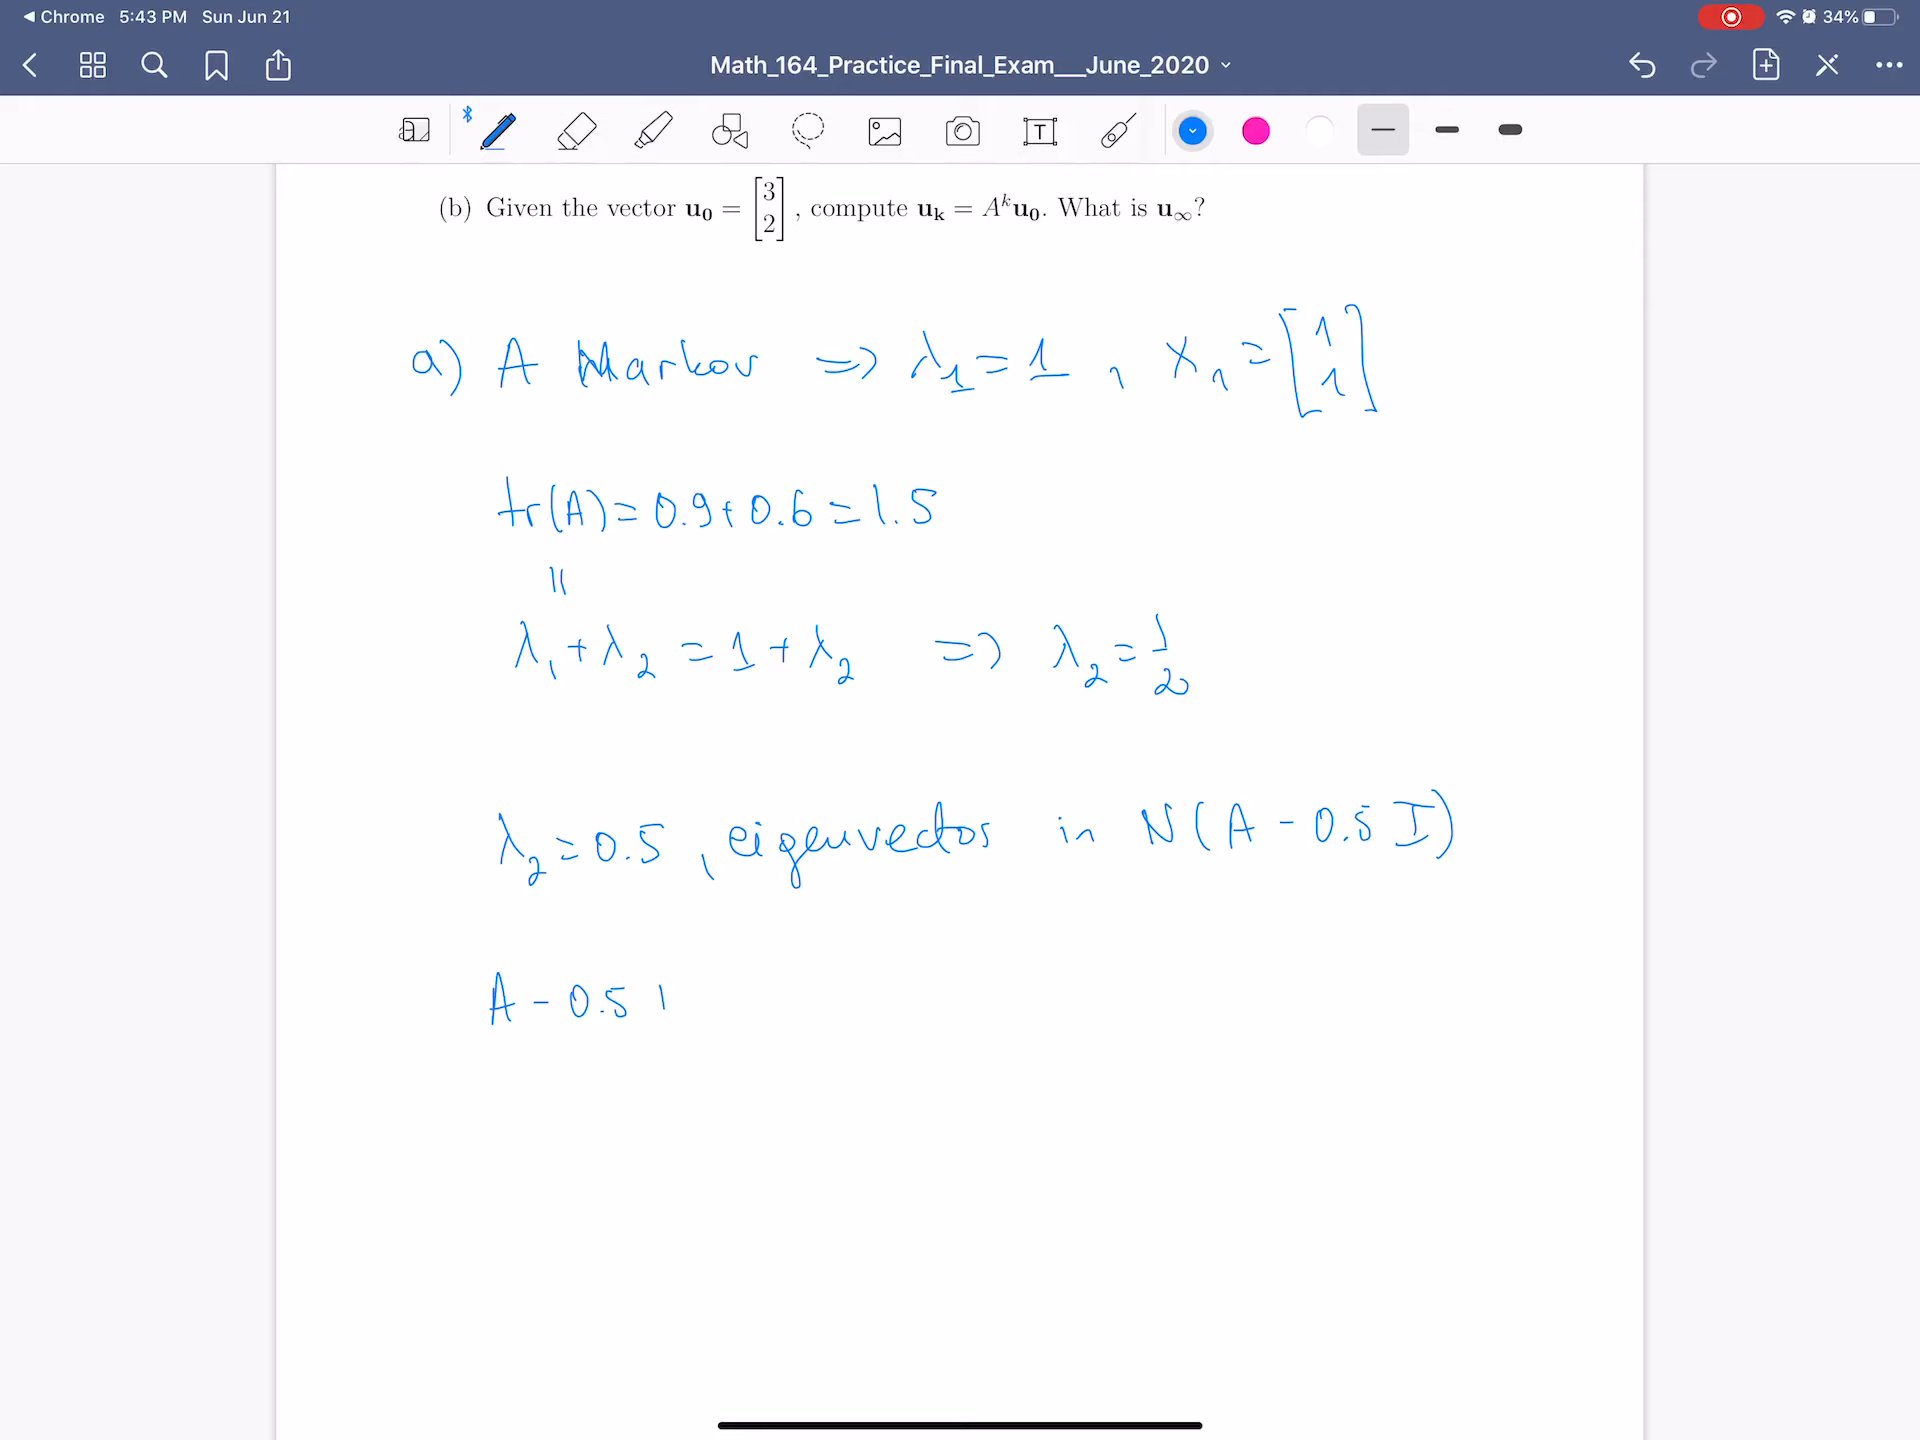 ◀ Chrome 5:43 PM Sun Jun 21 34%
Math_164_Practice_Final_Exam___June_2020
(b) Given the vector u₀ = [3 2], compute uₖ = Aᵏu₀. What is u∞?
a) A Markov => λ₁ = 1, x₁ = [1 1]
tr(A) = 0.9 + 0.6 = 1.5
||
λ₁ + λ₂ = 1 + λ₂ => λ₂ = 1/2
λ₂ = 0.5, eigenvectos in N(A - 0.5 I)
A - 0.5 I